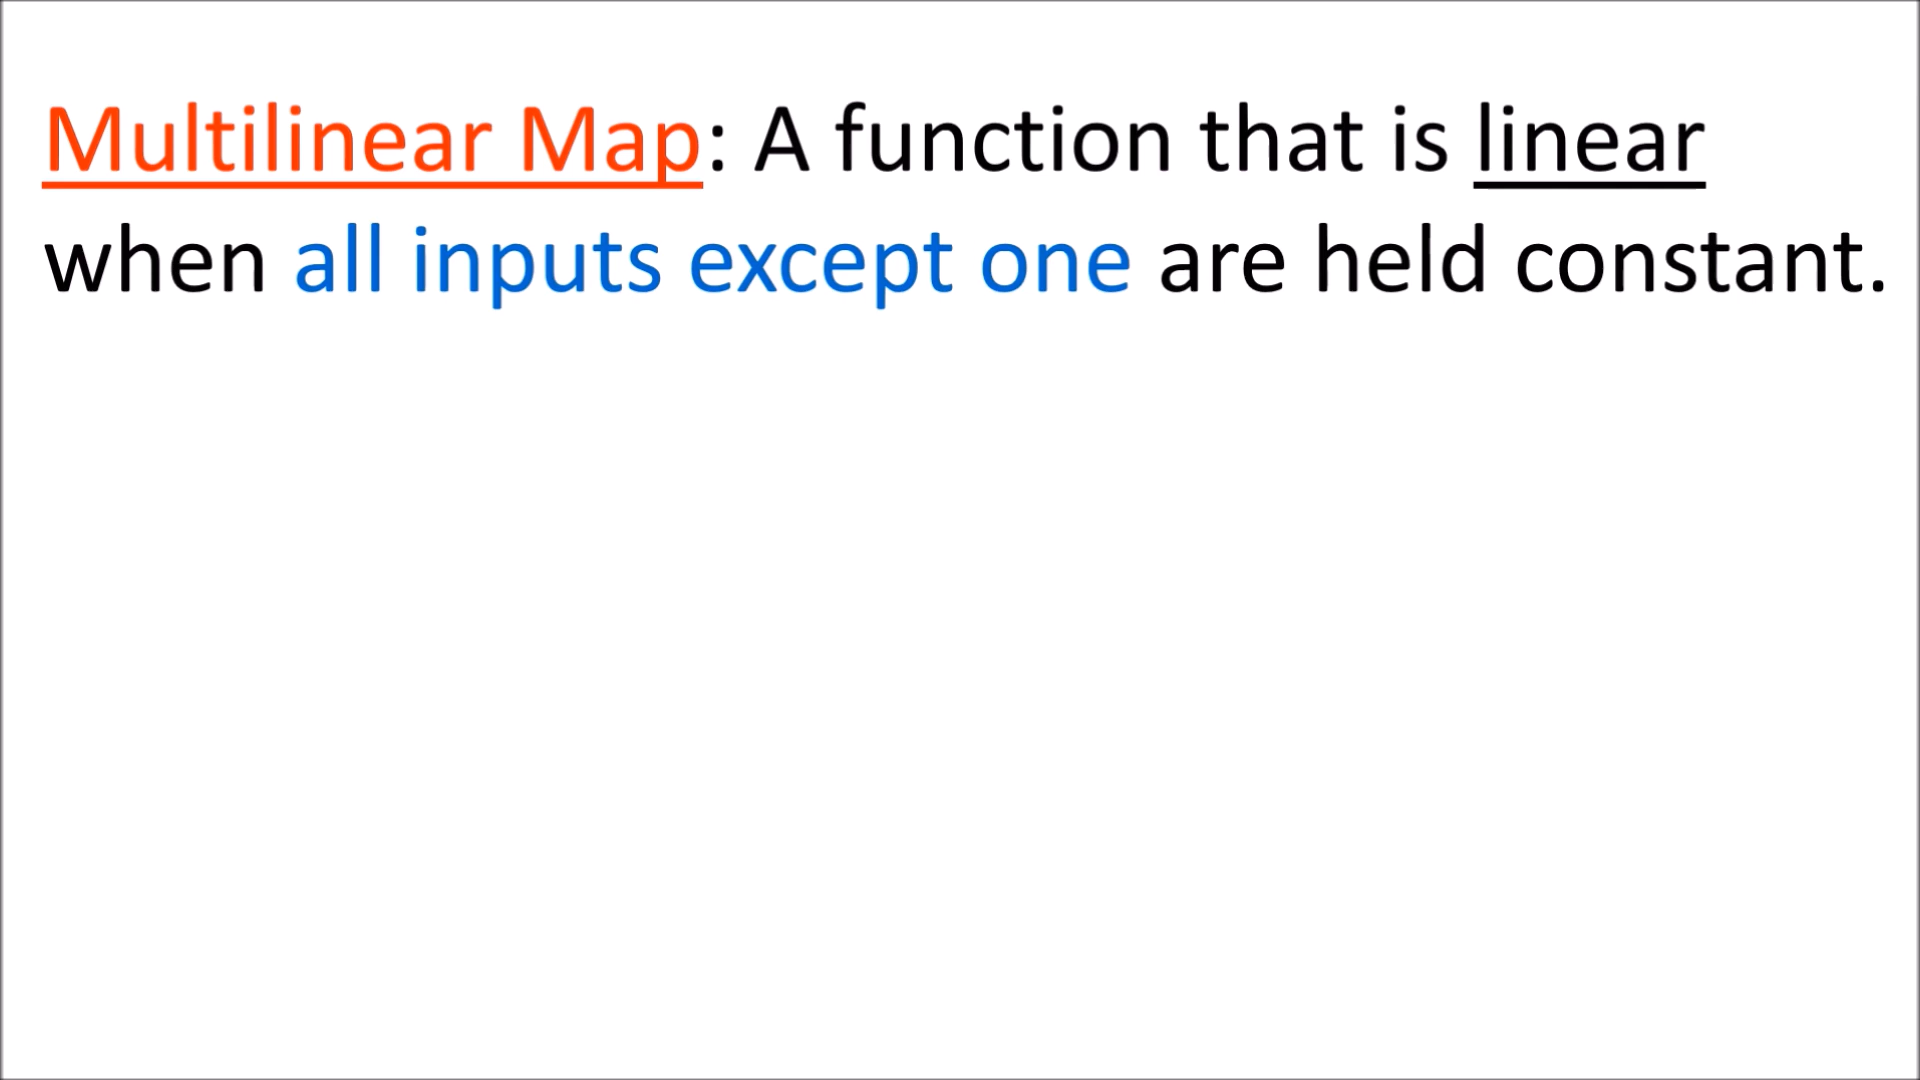 Multilinear Map: A function that is linear
when all inputs except one are held constant.